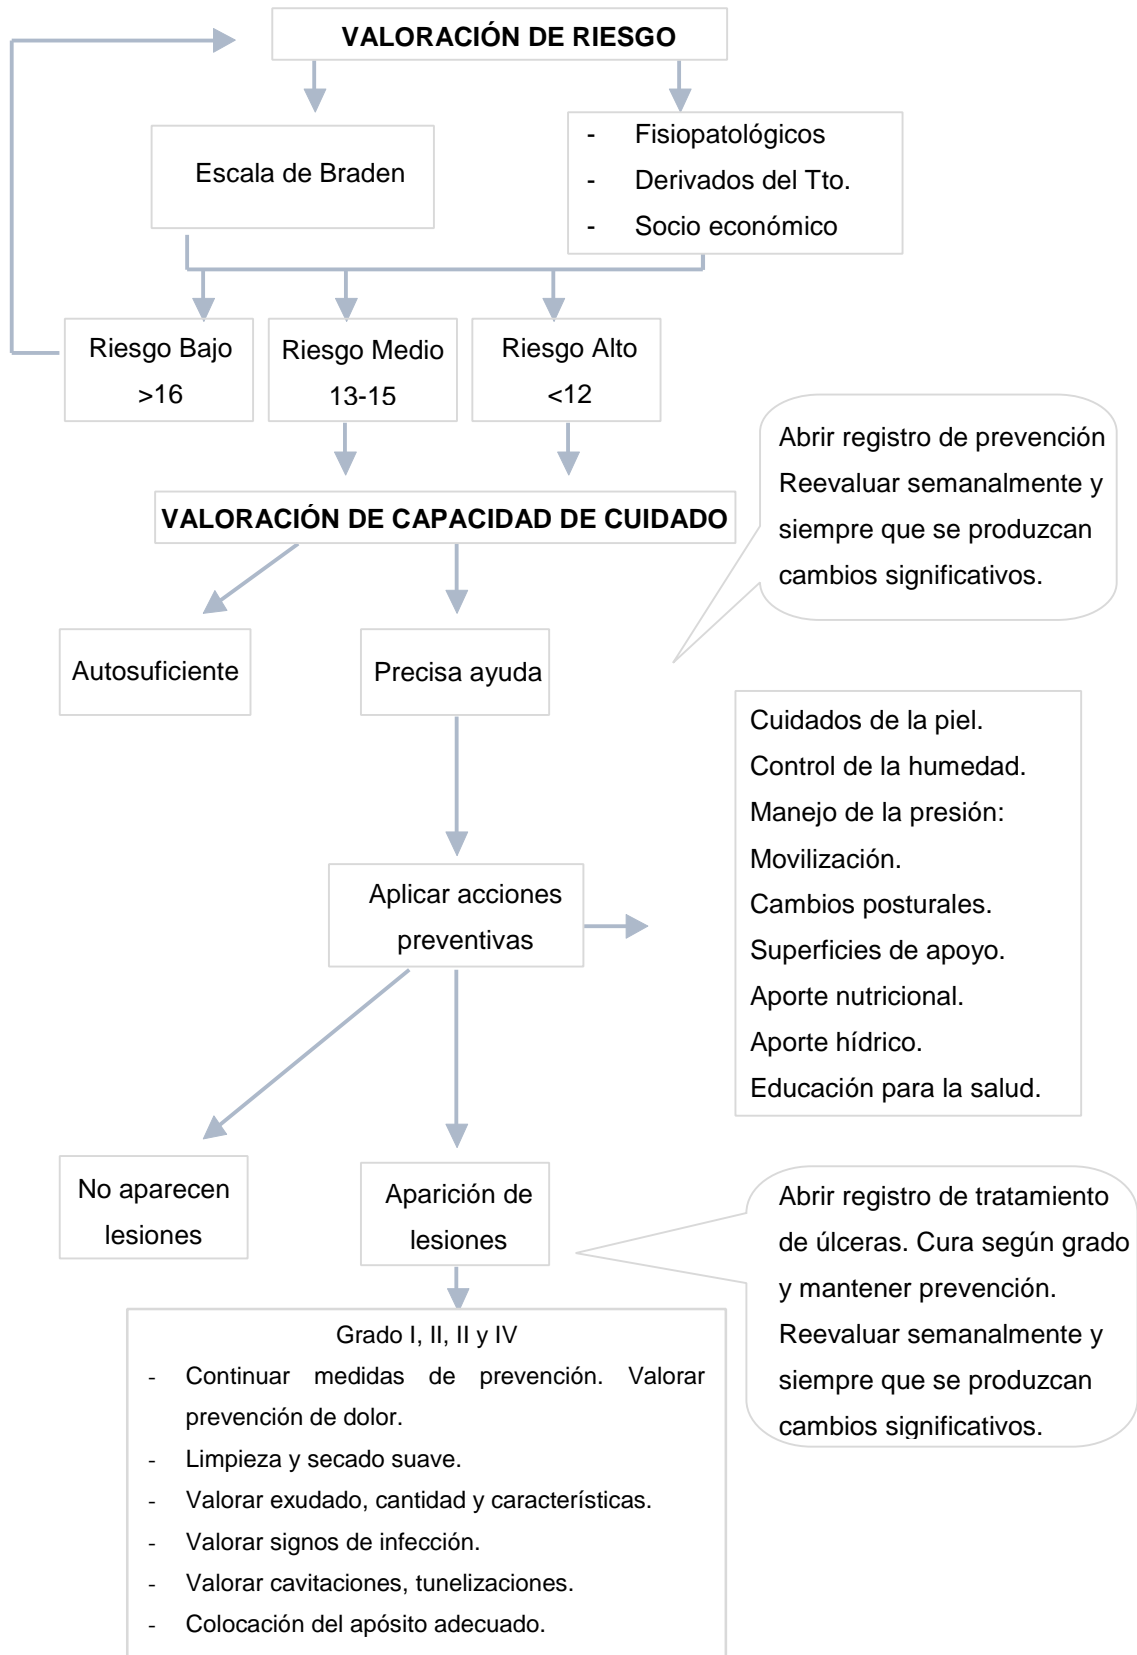 VALORACIÓN DE RIESGO
Escala de Braden
- Fisiopatológicos
- Derivados del Tto.
- Socio económico
Riesgo Bajo
>16
Riesgo Medio
13-15
Riesgo Alto
<12
Abrir registro de prevención
Reevaluar semanalmente y
siempre que se produzcan
cambios significativos.
VALORACIÓN DE CAPACIDAD DE CUIDADO
Autosuficiente
Precisa ayuda
Cuidados de la piel.
Control de la humedad.
Manejo de la presión:
Movilización.
Cambios posturales.
Superficies de apoyo.
Aporte nutricional.
Aporte hídrico.
Educación para la salud.
Aplicar acciones
preventivas
No aparecen
lesiones
Aparición de
lesiones
Abrir registro de tratamiento
de úlceras. Cura según grado
y mantener prevención.
Reevaluar semanalmente y
siempre que se produzcan
cambios significativos.
Grado I, II, II y IV
- Continuar medidas de prevención. Valorar
prevención de dolor.
- Limpieza y secado suave.
- Valorar exudado, cantidad y características.
- Valorar signos de infección.
- Valorar cavitaciones, tunelizaciones.
- Colocación del apósito adecuado.